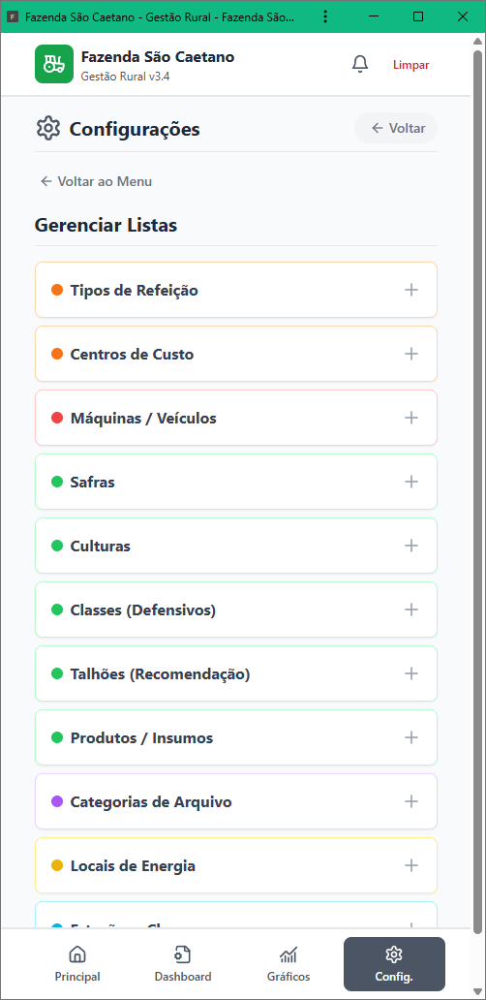 Fazenda São Caetano - Gestão Rural - Fazenda São...
Fazenda São Caetano
Gestão Rural v3.4
Limpar
Configurações
Voltar
Voltar ao Menu
Gerenciar Listas
Tipos de Refeição
Centros de Custo
Máquinas / Veículos
Safras
Culturas
Classes (Defensivos)
Talhões (Recomendação)
Produtos / Insumos
Categorias de Arquivo
Locais de Energia
Principal
Dashboard
Gráficos
Config.